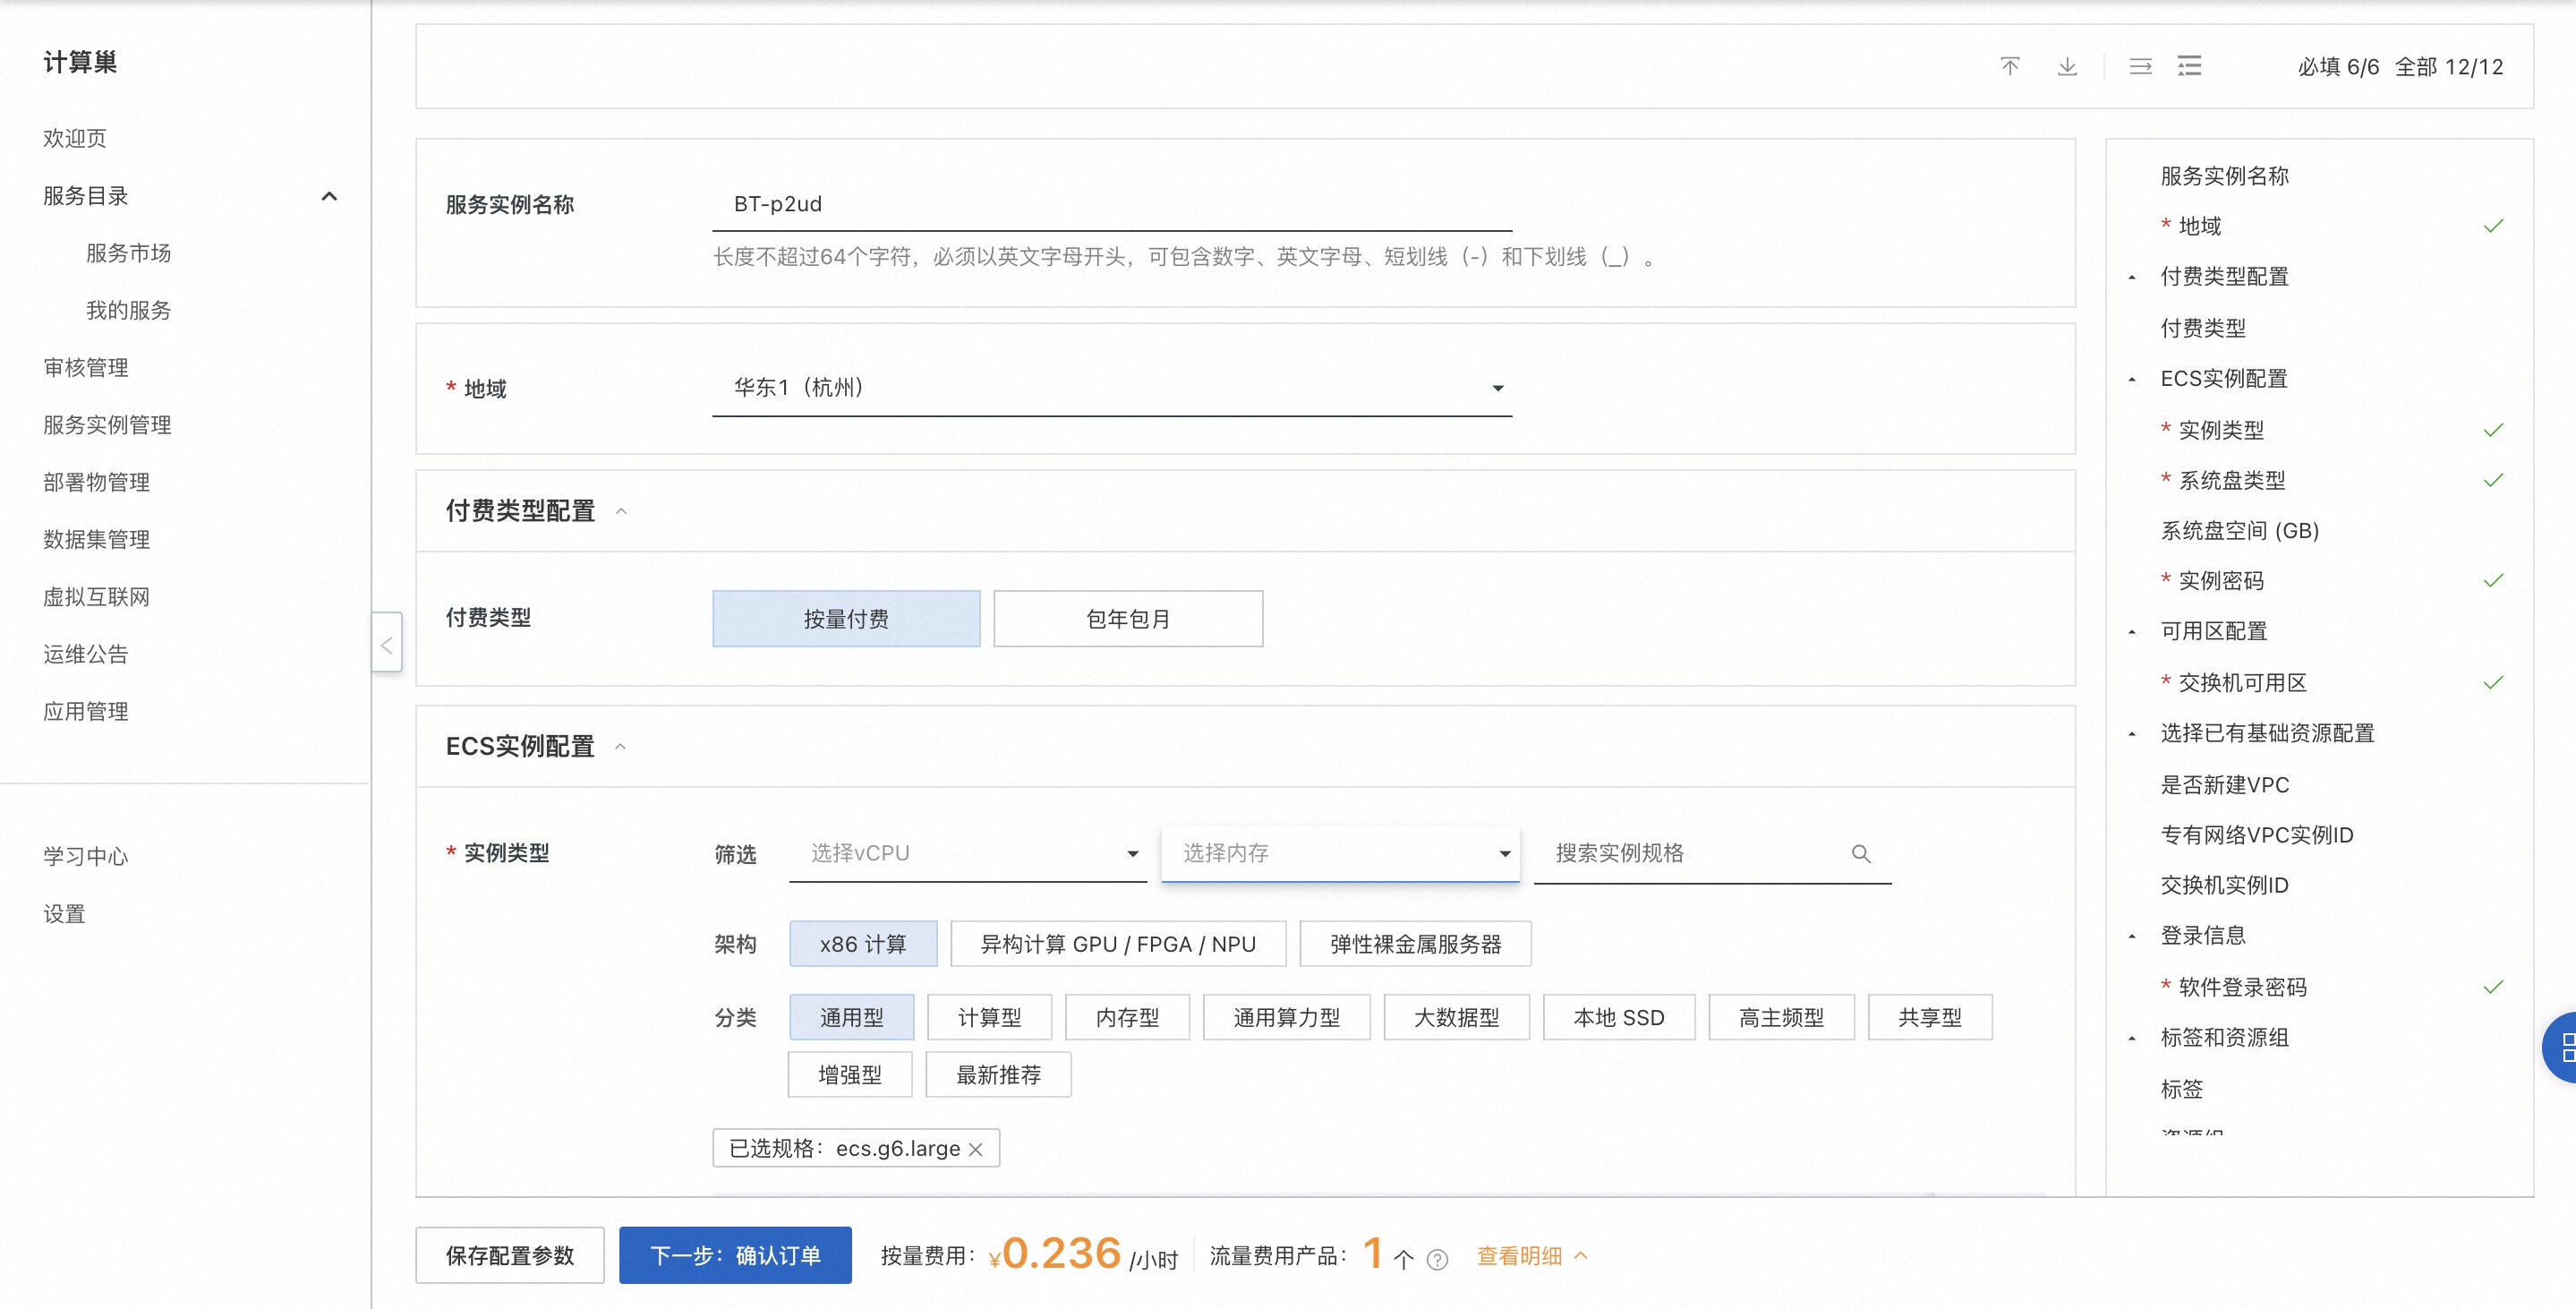 计算巢
欢迎页
服务目录
服务市场
我的服务
审核管理
服务实例管理
部署物管理
数据集管理
虚拟互联网
运维公告
应用管理
学习中心
设置
必填 6/6 全部 12/12
服务实例名称
BT-p2ud
长度不超过64个字符，必须以英文字母开头，可包含数字、英文字母、短划线（-）和下划线（_）。
* 地域
华东1（杭州）
付费类型配置
付费类型
按量付费 包年包月
ECS实例配置
* 实例类型
筛选 选择vCPU 选择内存 搜索实例规格
架构 x86 计算 异构计算 GPU / FPGA / NPU 弹性裸金属服务器
分类 通用型 计算型 内存型 通用算力型 大数据型 本地 SSD 高主频型 共享型
增强型 最新推荐
已选规格：ecs.g6.large
服务实例名称
* 地域
付费类型配置
付费类型
ECS实例配置
* 实例类型
* 系统盘类型
系统盘空间 (GB)
* 实例密码
可用区配置
* 交换机可用区
选择已有基础资源配置
是否新建VPC
专有网络VPC实例ID
交换机实例ID
登录信息
* 软件登录密码
标签和资源组
标签
保存配置参数 下一步：确认订单 按量费用：¥0.236 /小时 流量费用产品：1 个 ? 查看明细